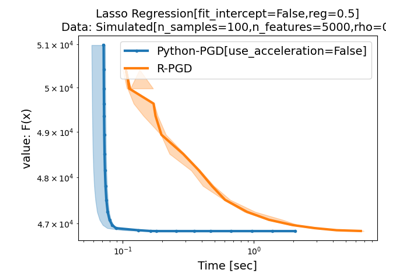 Lasso Regression[fit_intercept=False,reg=0.5]
Data: Simulated[n_samples=100,n_features=5000,rho=0
Python-PGD[use_acceleration=False]
R-PGD
5.1 × 10⁴
5 × 10⁴
4.9 × 10⁴
4.8 × 10⁴
4.7 × 10⁴
value: F(x)
10⁻¹
10⁰
Time [sec]